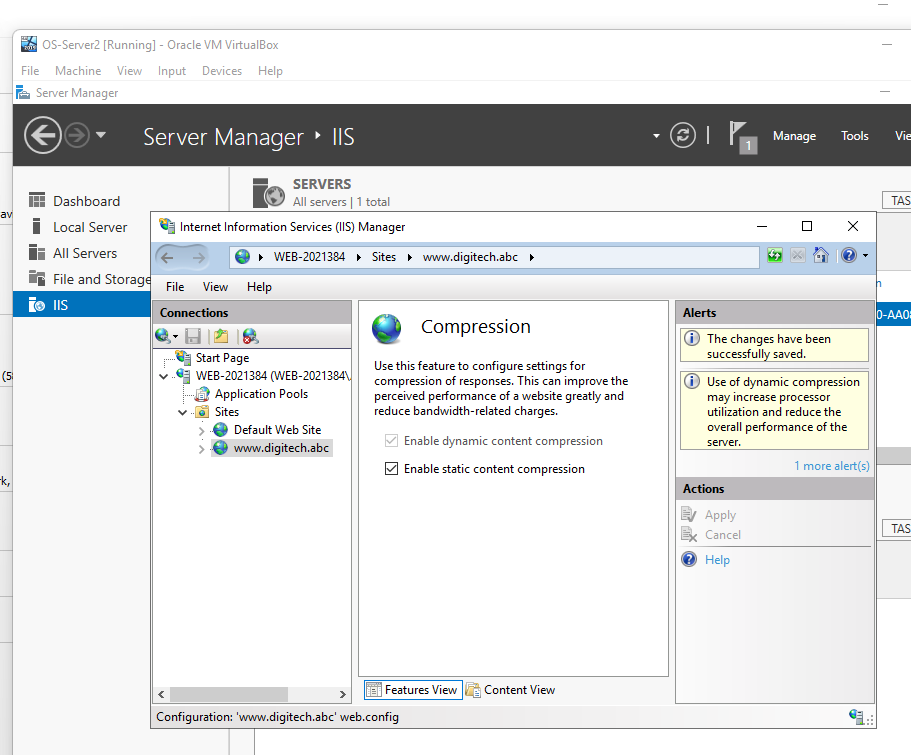 OS-Server2 [Running] - Oracle VM VirtualBox
File Machine View Input Devices Help
Server Manager
Server Manager IIS
1
Manage Tools
Dashboard
Local Server
All Servers
File and Storage
IIS
SERVERS
All servers | 1 total
TAS
Internet Information Services (IIS) Manager
WEB-2021384 Sites www.digitech.abc
File View Help
Connections
Start Page
WEB-2021384 (WEB-2021384\
Application Pools
Sites
Default Web Site
www.digitech.abc
Compression
Use this feature to configure settings for
compression of responses. This can improve the
perceived performance of a website greatly and
reduce bandwidth-related charges.
Enable dynamic content compression
Enable static content compression
Features View Content View
Alerts
The changes have been
successfully saved.
Use of dynamic compression
may increase processor
utilization and reduce the
overall performance of the
server.
1 more alert(s)
Actions
Apply
Cancel
Help
TAS
Configuration: 'www.digitech.abc' web.config